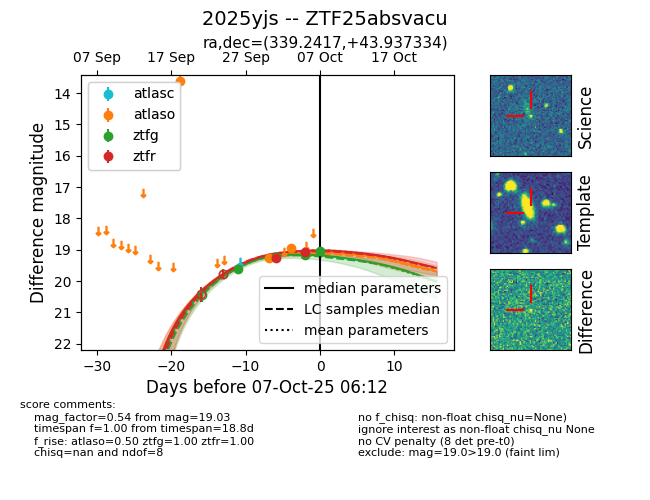 2025yjs -- ZTF25absvacu
ra,dec=(339.2417,+43.937334)
07 Sep 17 Sep 27 Sep 07 Oct 17 Oct
atlasc
atlaso
ztfg
ztfr
14
15
16
17
18
19
20
21
22
Difference magnitude
median parameters
LC samples median
mean parameters
−30 −20 −10 0 10
Days before 07-Oct-25 06:12
Science
Template
Difference
score comments:
mag_factor=0.54 from mag=19.03
timespan f=1.00 from timespan=18.8d
f_rise: atlaso=0.50 ztfg=1.00 ztfr=1.00
chisq=nan and ndof=8
no f_chisq: non-float chisq_nu=None)
ignore interest as non-float chisq_nu None
no CV penalty (8 det pre-t0)
exclude: mag=19.0>19.0 (faint lim)